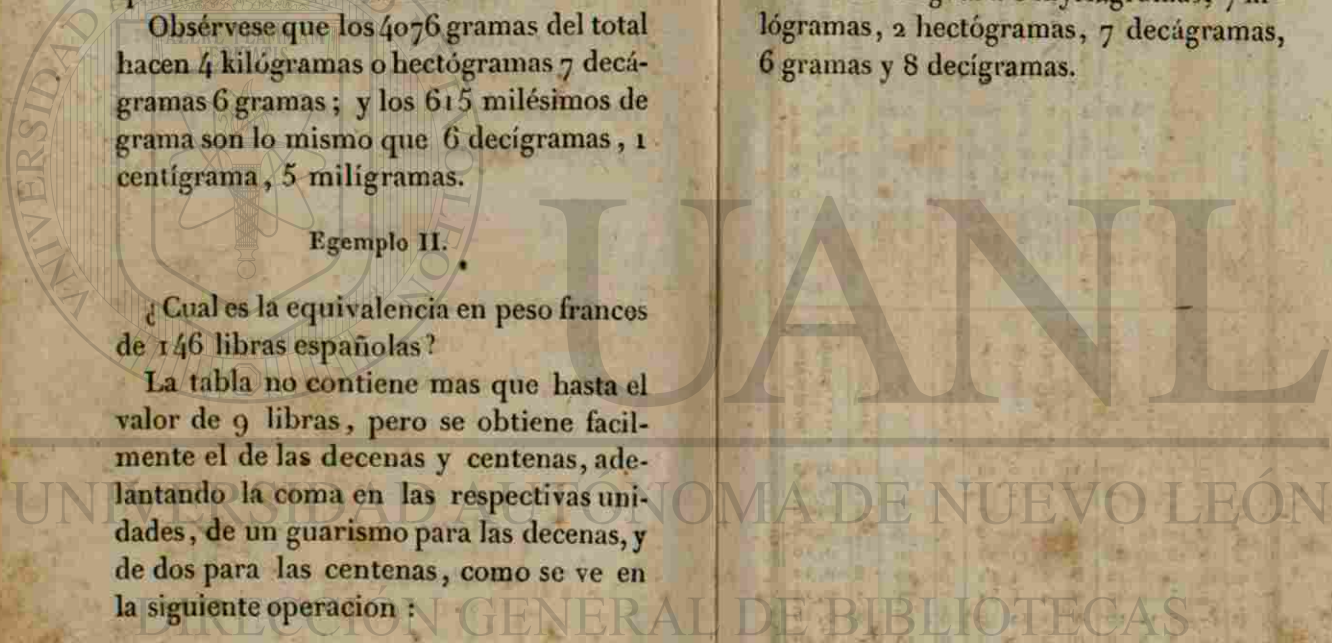 Obsérvese que los 4076 gramas del total
hacen 4 kilógramas o hectógramas 7 decá-
gramas 6 gramas ; y los 615 milésimos de
grama son lo mismo que 6 decígramas , 1
centígrama , 5 milígramas.
Egemplo II.
¿ Cual es la equivalencia en peso frances
de 146 libras españolas ?
La tabla no contiene mas que hasta el
valor de 9 libras , pero se obtiene facil-
mente el de las decenas y centenas, ade-
lantando la coma en las respectivas uni-
dades, de un guarismo para las decenas, y
de dos para las centenas, como se ve en
la siguiente operacion :
lógramas, 2 hectógramas, 7 decágramas,
6 gramas y 8 decígramas.
UANL
UNIVERSIDAD AUTÓNOMA DE NUEVO LEÓN
DIRECCIÓN GENERAL DE BIBLIOTECAS